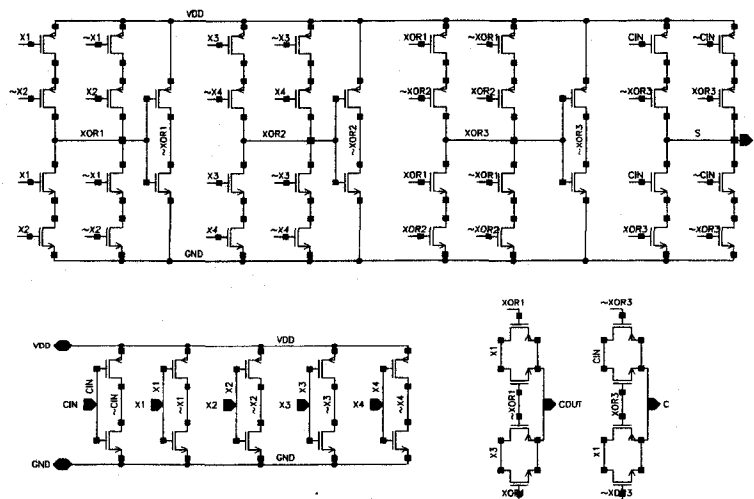 VDD
X1 ~X1 X3 ~X3 XOR1 ~XOR1 CIN ~CIN
~X2 X2 ~X4 X4 ~XOR2 XOR2 ~XOR3 XOR3
XOR1 ~XOR1 XOR2 ~XOR2 XOR3 ~XOR3 S
X1 ~X1 X3 ~X3 XOR1 ~XOR1 CIN ~CIN
X2 ~X2 X4 ~X4 XOR2 ~XOR2 XOR3 ~XOR3
GND
XOR1 ~XOR3
VDD VDD
X1 CIN
CIN X1 X2 X3 X4
CIN ~CIN X1 ~X1 X2 ~X2 X3 ~X3 X4 ~X4
~XOR1 COUT XOR3 C
X3 X1
GND GND
XOR1 ~XOR3